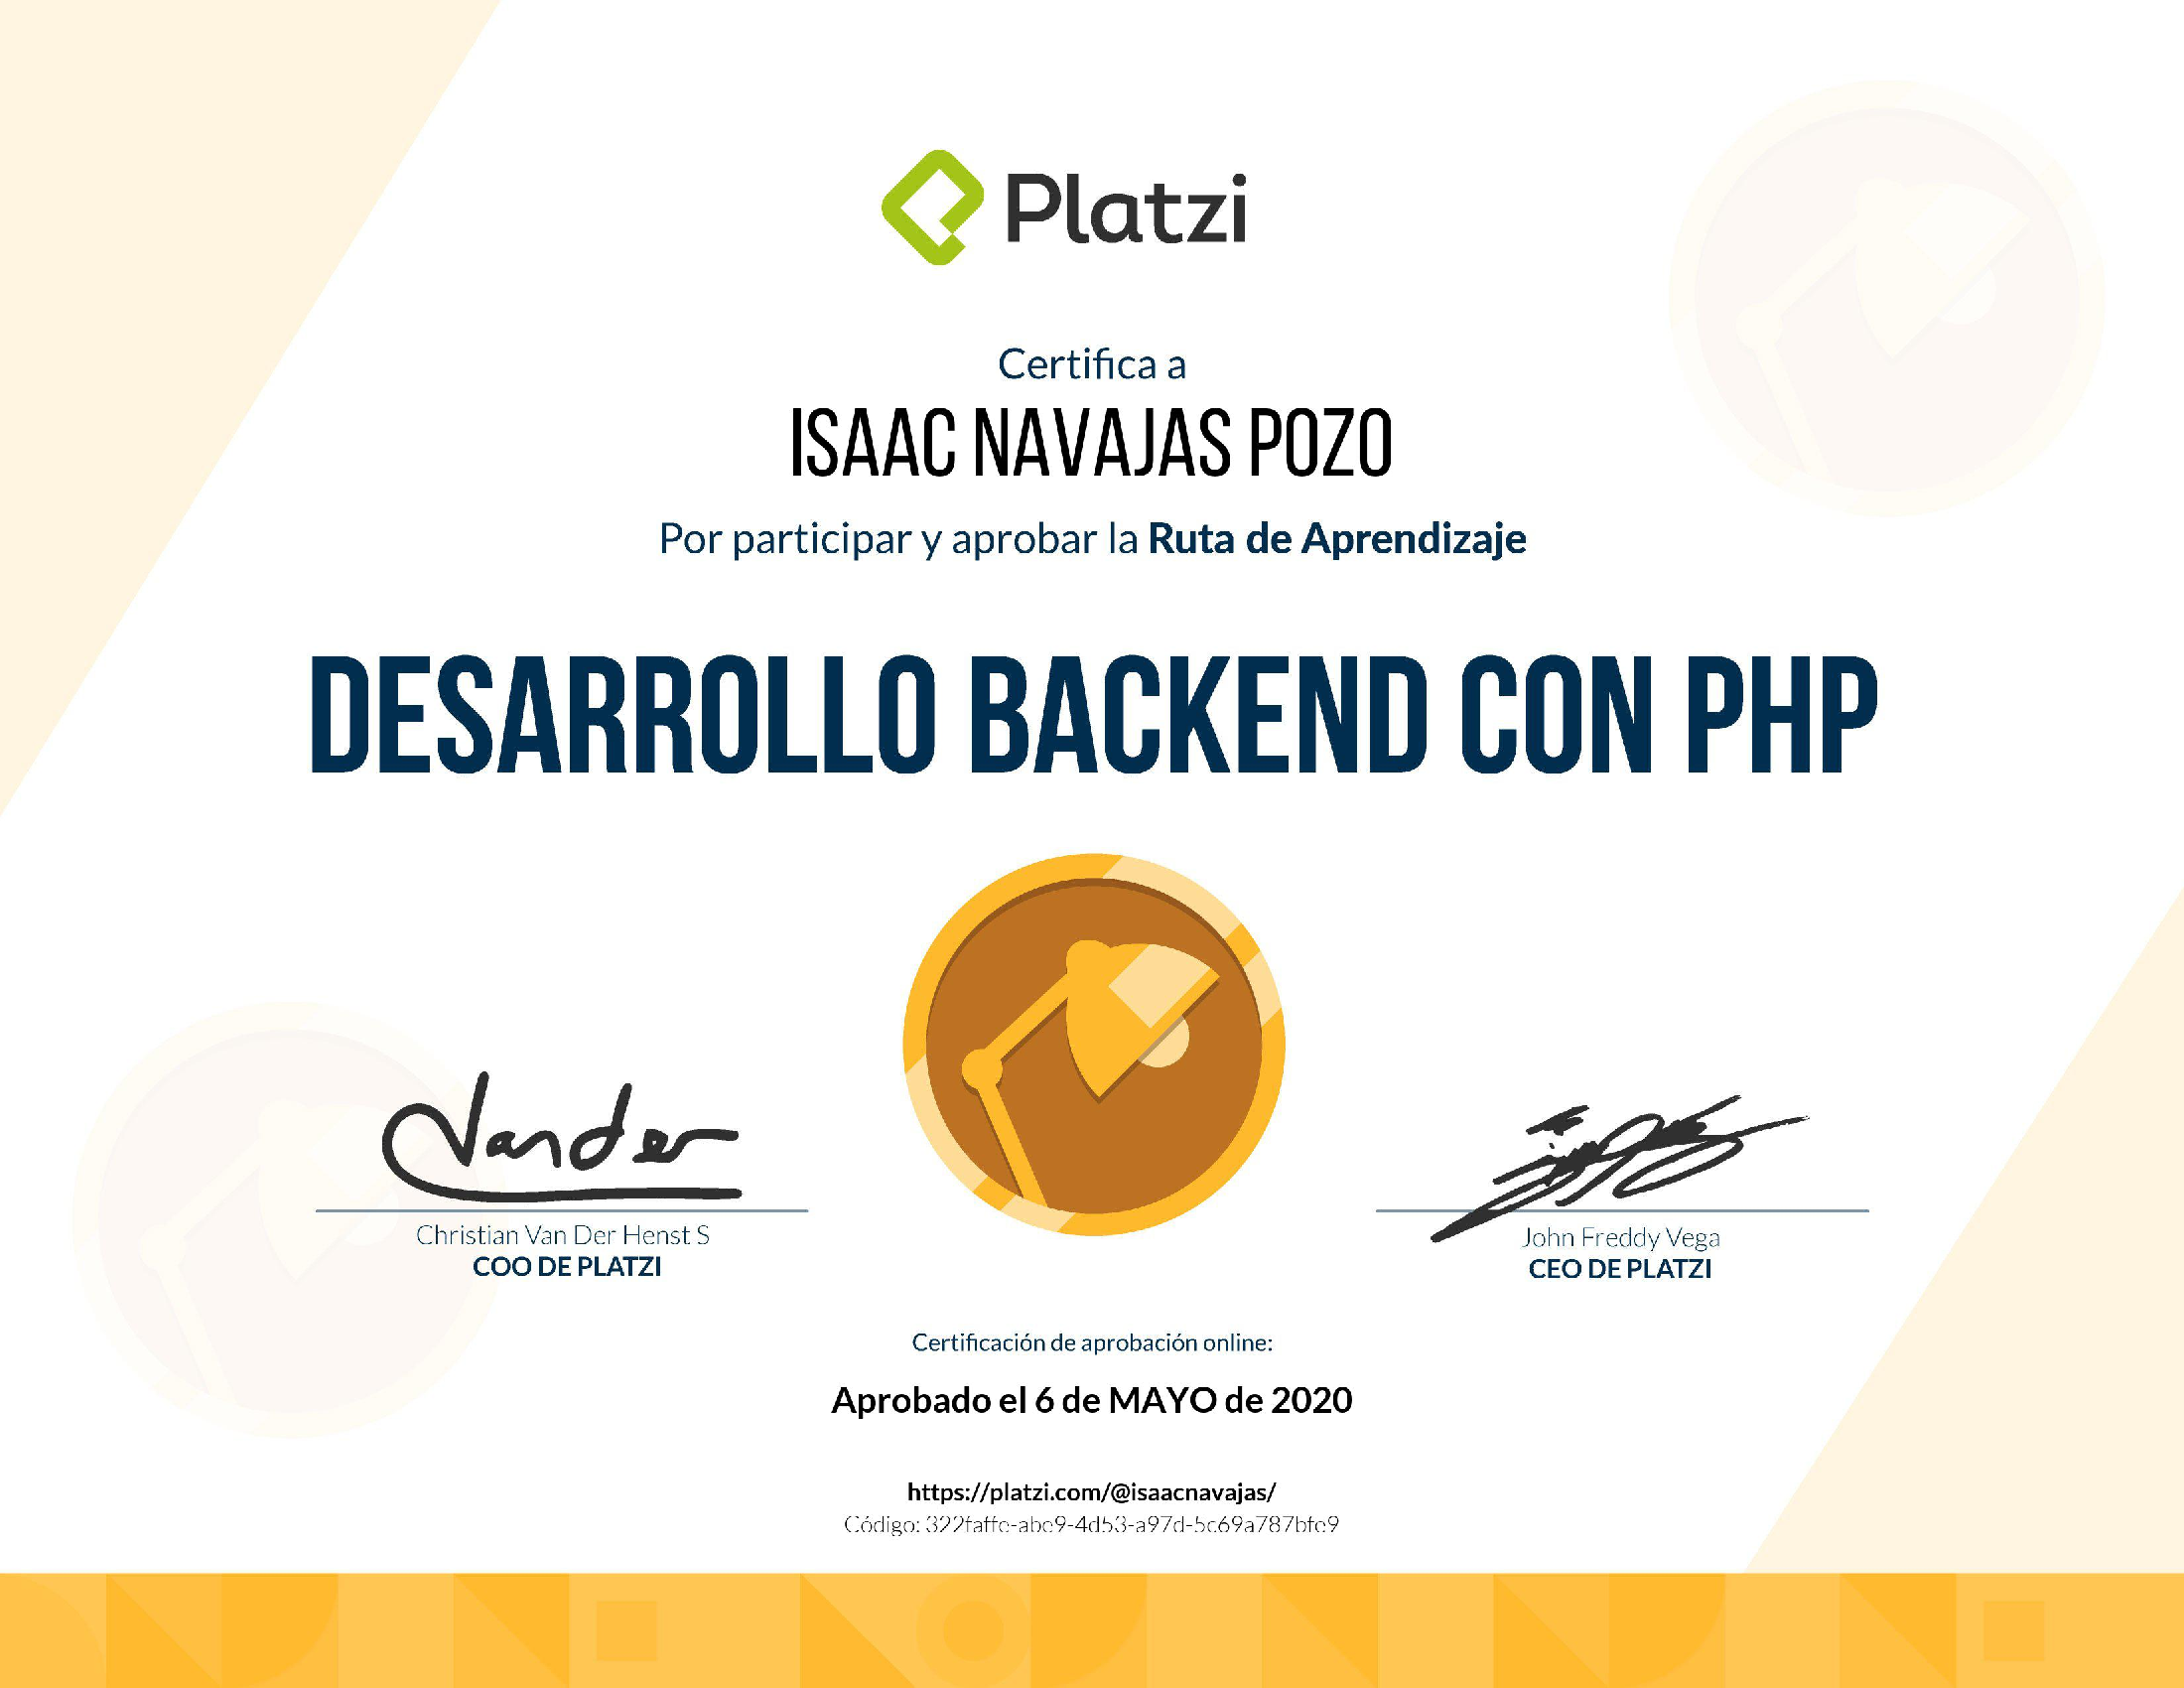 Platzi
Certifica a
ISAAC NAVAJAS POZO
Por participar y aprobar la Ruta de Aprendizaje
DESARROLLO BACKEND CON PHP
Vander
Christian Van Der Henst S
COO DE PLATZI
John Freddy Vega
CEO DE PLATZI
Certificación de aprobación online:
Aprobado el 6 de MAYO de 2020
https://platzi.com/@isaacnavajas/
Código: 322faffe-abe9-4d53-a97d-5c69a787bfe9